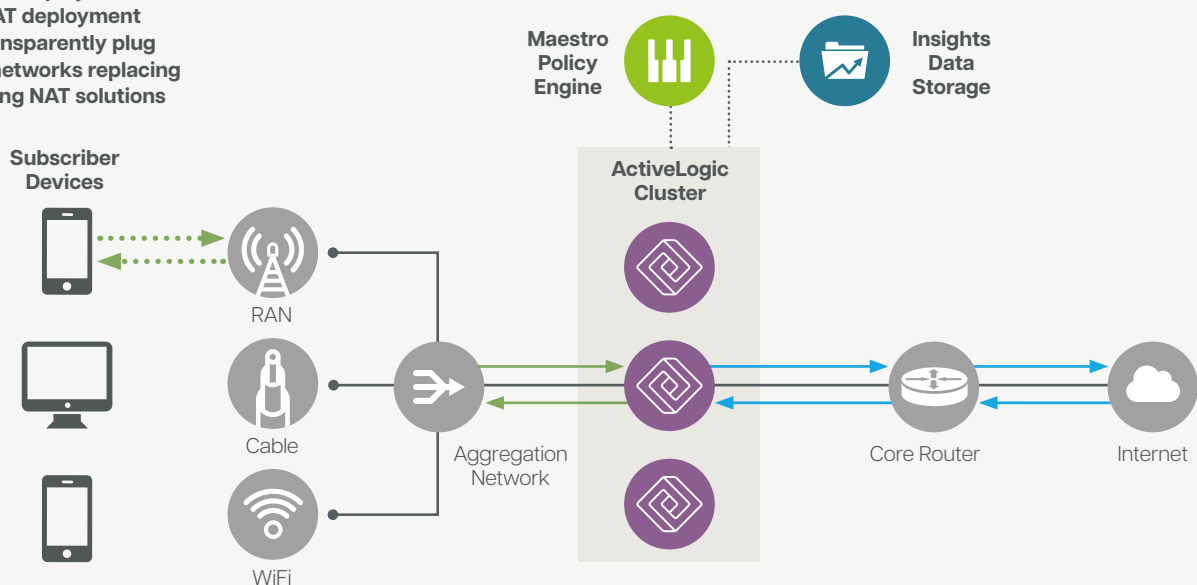 AT deployment
nsparently plug
networks replacing
ng NAT solutions
Maestro
Policy
Engine
Insights
Data
Storage
Subscriber
Devices
ActiveLogic
Cluster
RAN
Cable
Aggregation
Network
Core Router
Internet
WiFi